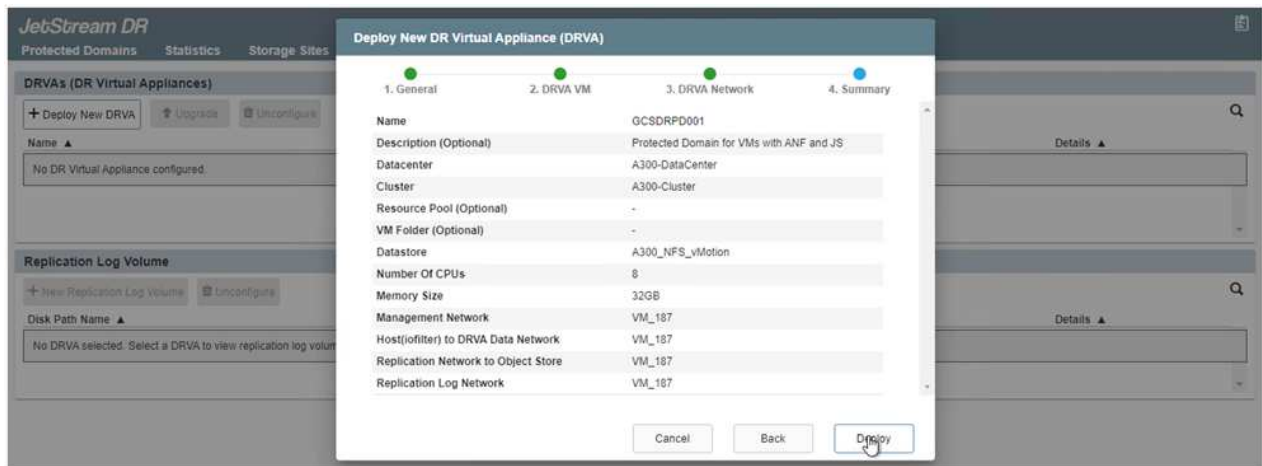 JetStream DR
Protected Domains Statistics Storage Sites
DRVAs (DR Virtual Appliances)
+ Deploy New DRVA Upgrade Unconfigure
Name ▲ Details ▲
No DR Virtual Appliance configured.
Replication Log Volume
+ New Replication Log Volume Unconfigure
Disk Path Name ▲ Details ▲
No DRVA selected. Select a DRVA to view replication log
Deploy New DR Virtual Appliance (DRVA)
1. General 2. DRVA VM 3. DRVA Network 4. Summary
Name GCSDRPD001
Description (Optional) Protected Domain for VMs with ANF and JS
Datacenter A300-DataCenter
Cluster A300-Cluster
Resource Pool (Optional) -
VM Folder (Optional) -
Datastore A300_NFS_vMotion
Number Of CPUs 8
Memory Size 32GB
Management Network VM_187
Host(iofilter) to DRVA Data Network VM_187
Replication Network to Object Store VM_187
Replication Log Network VM_187
Cancel Back Deploy